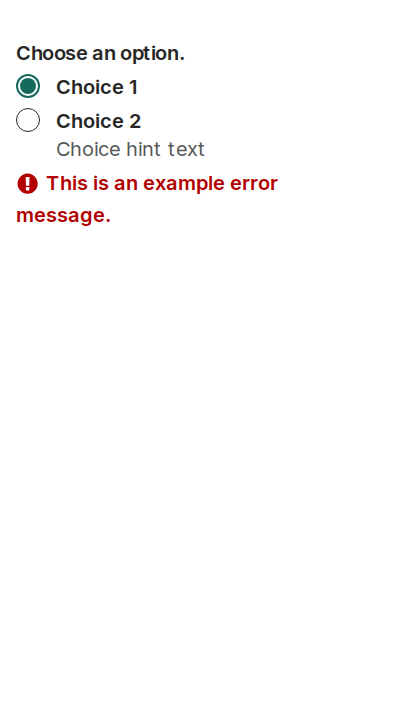 Choose an option.
Choice 1
Choice 2
Choice hint text
This is an example error
message.